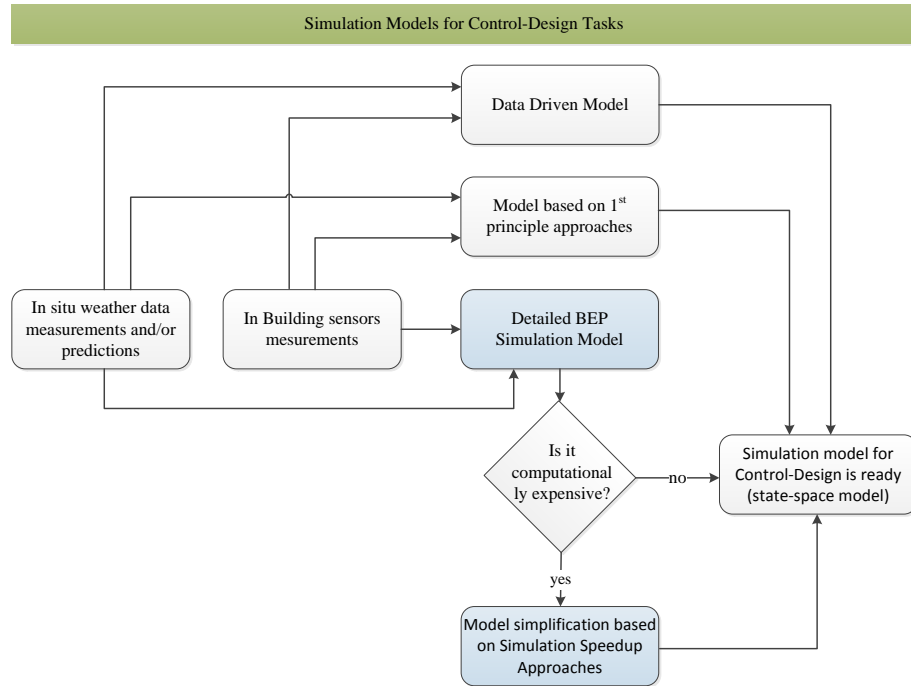 Simulation Models for Control-Design Tasks
Data Driven Model
Model based on 1st
principle approaches
In situ weather data
measurements and/or
predictions
In Building sensors
mesurements
Detailed BEP
Simulation Model
Is it
computational
ly expensive?
no
Simulation model for
Control-Design is ready
(state-space model)
yes
Model simplification based
on Simulation Speedup
Approaches